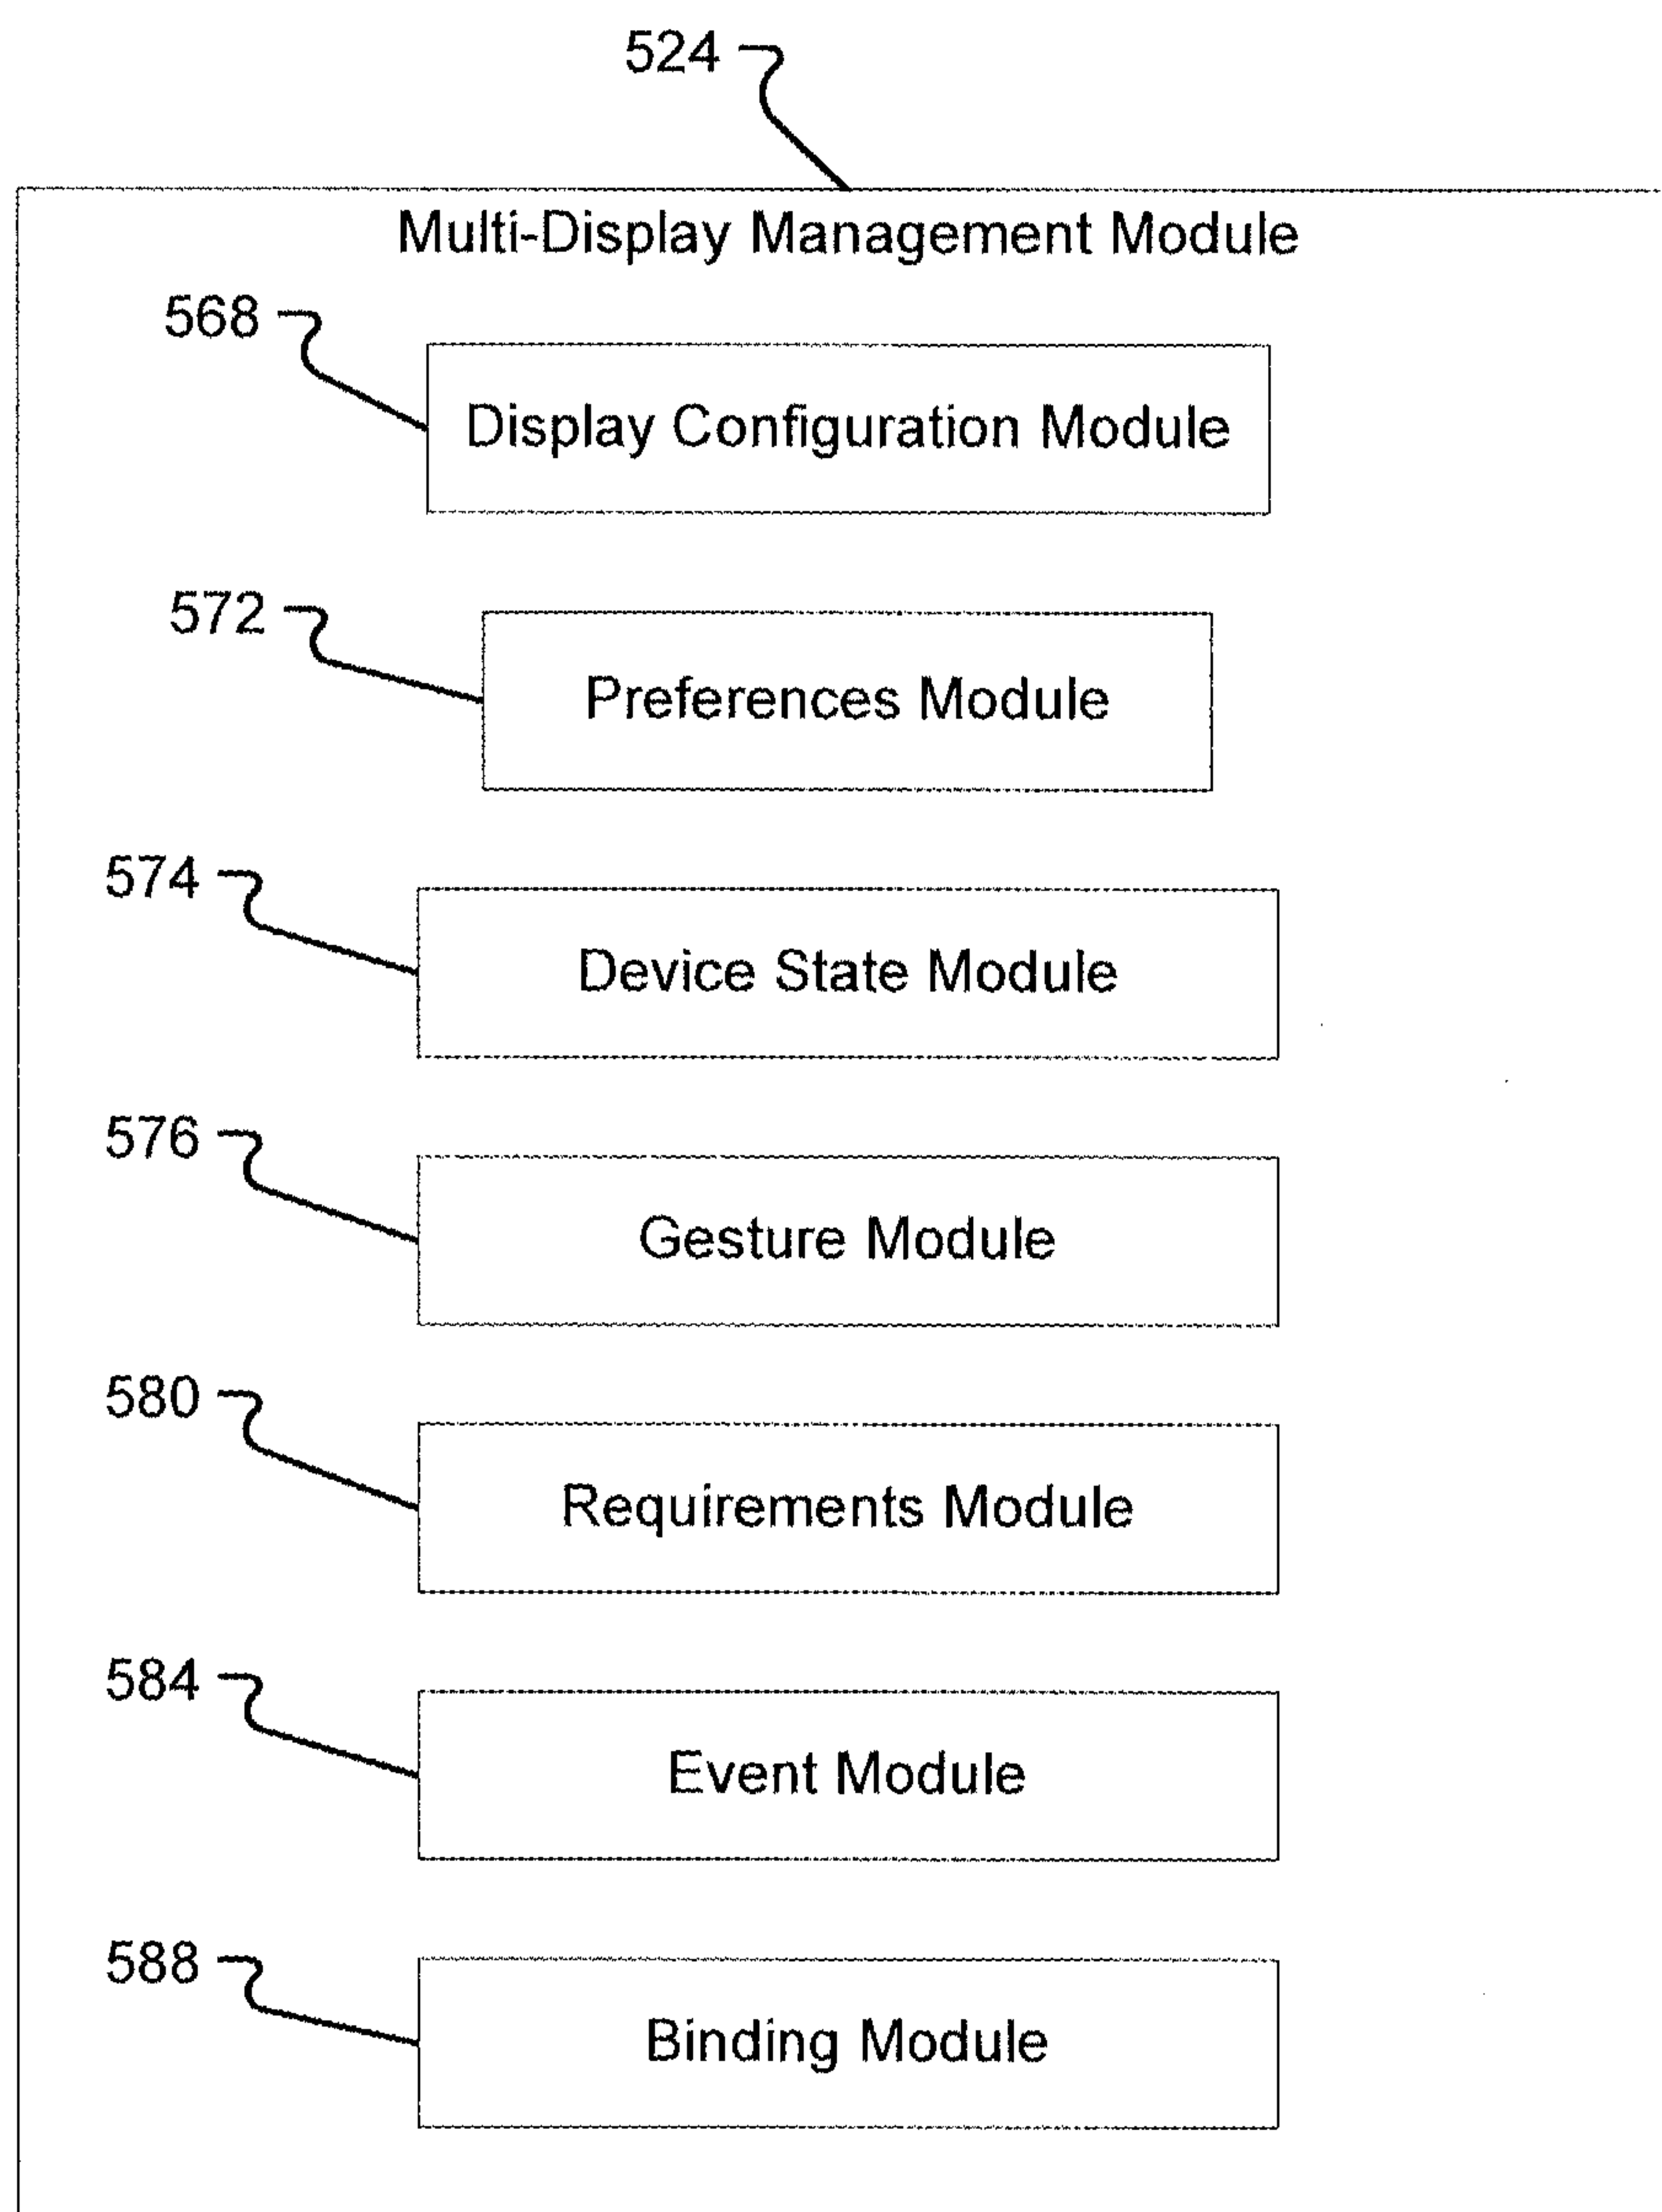 524
Multi-Display Management Module
568
Display Configuration Module
572
Preferences Module
574
Device State Module
576
Gesture Module
580
Requirements Module
584
Event Module
588
Binding Module